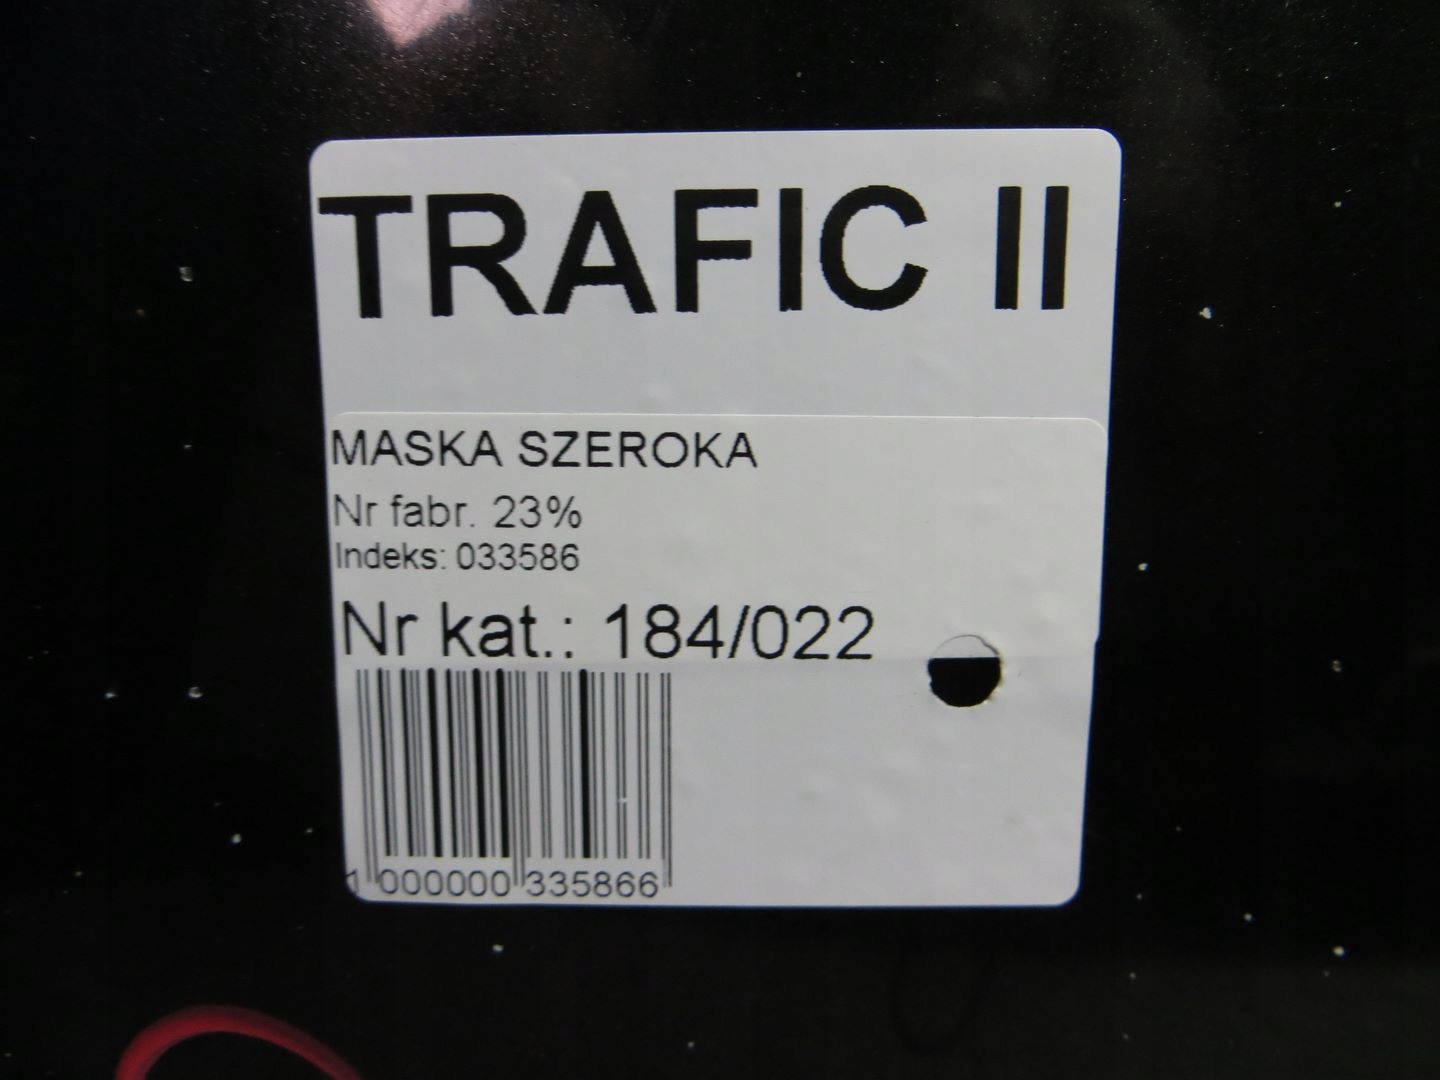 TRAFIC II
MASKA SZEROKA
Nr fabr. 23%
Indeks: 033586
Nr kat.: 184/022
1 000000 335866